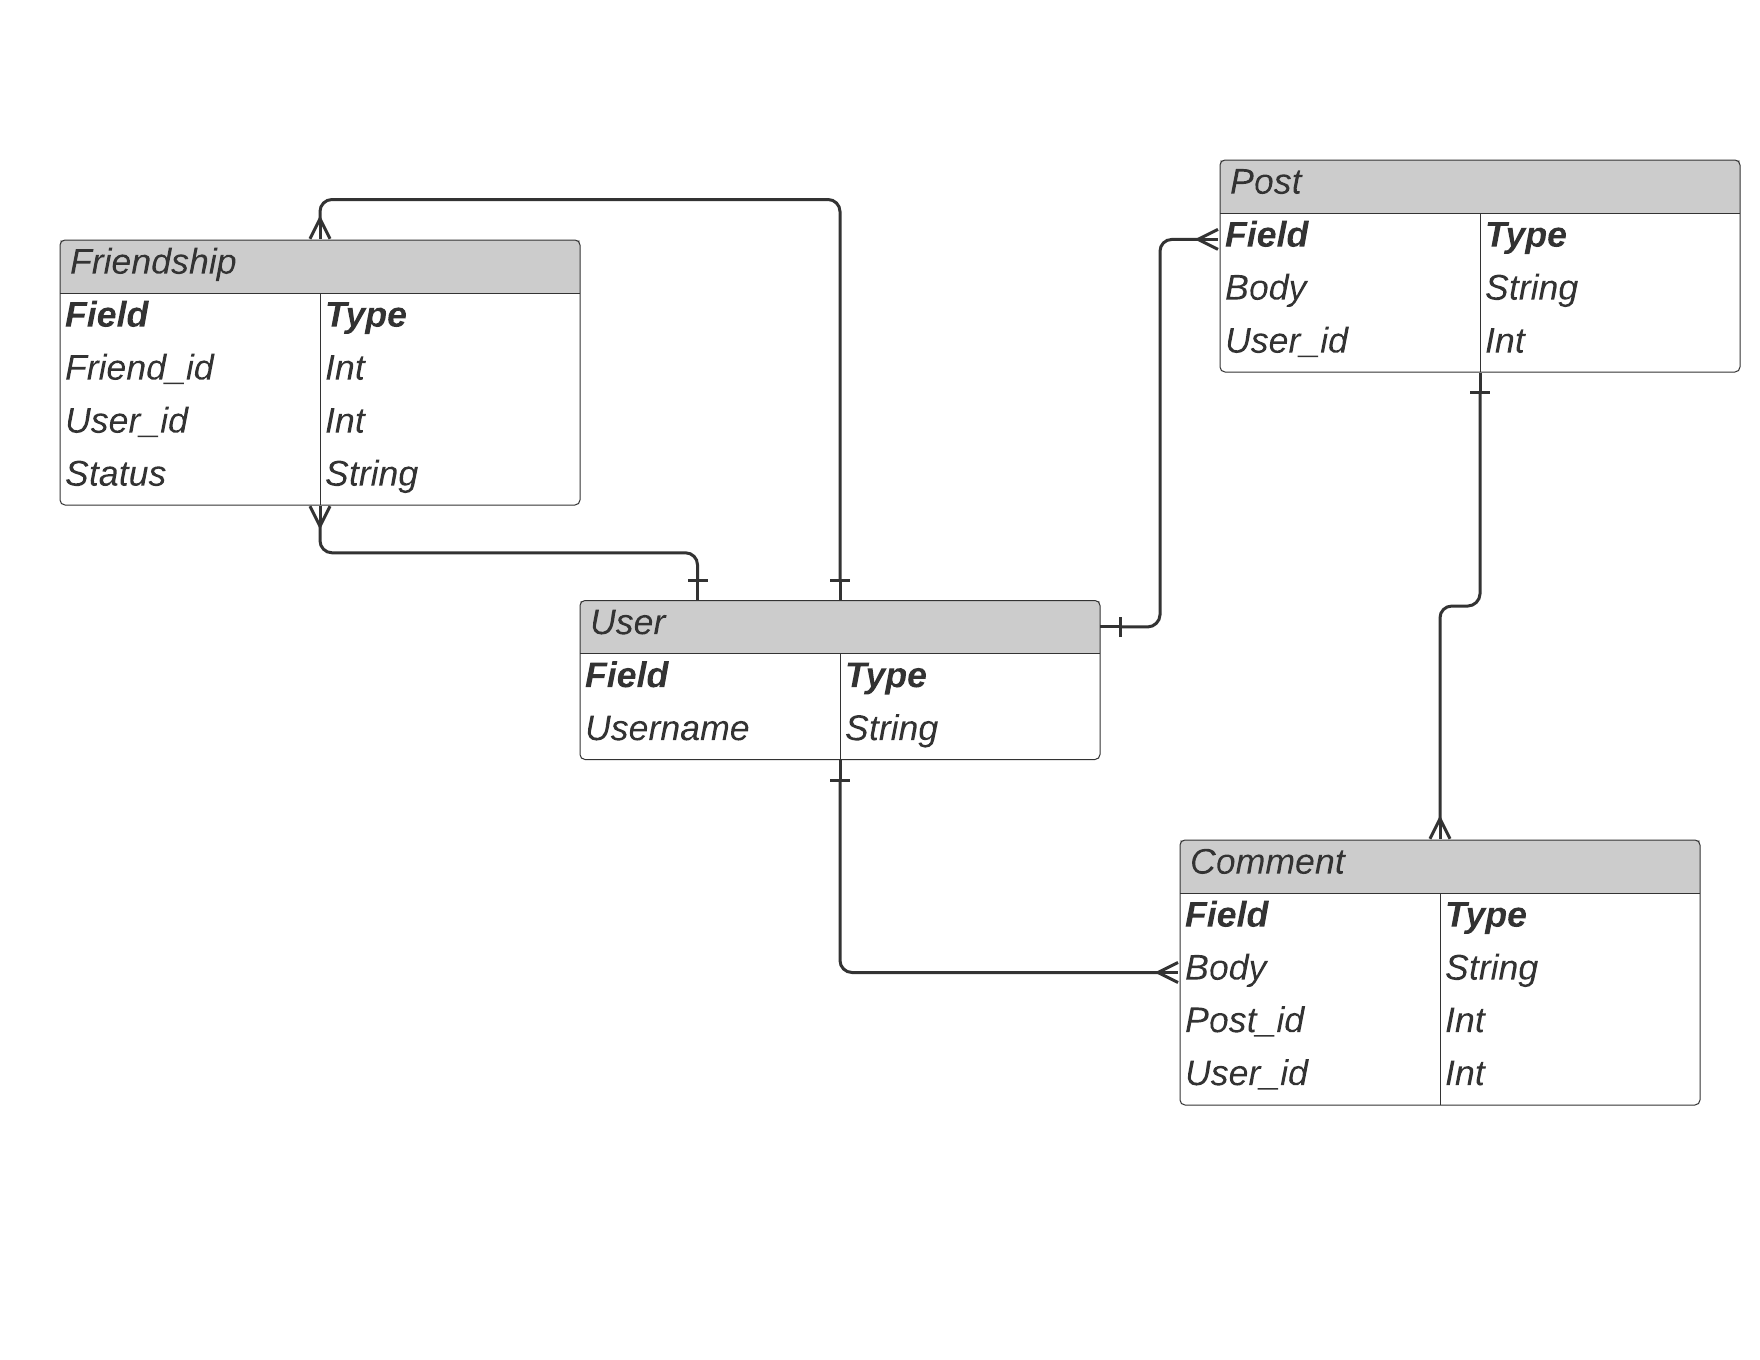 Post
Field Type
Body String
User_id Int
Friendship
Field Type
Friend_id Int
User_id Int
Status String
User
Field Type
Username String
Comment
Field Type
Body String
Post_id Int
User_id Int